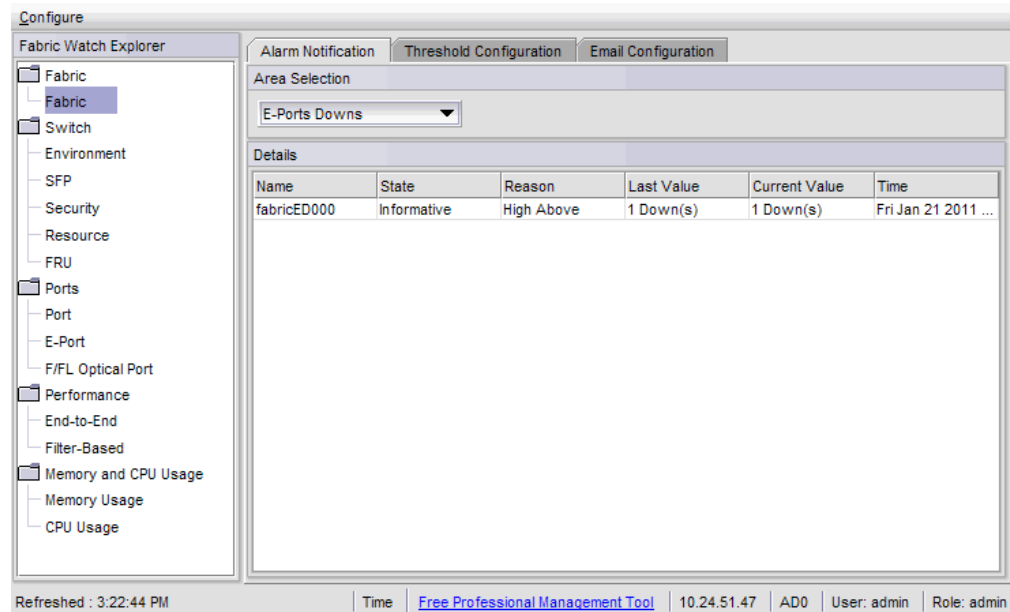 Configure
Fabric Watch Explorer
Fabric
Fabric
Switch
Environment
SFP
Security
Resource
FRU
Ports
Port
E-Port
F/FL Optical Port
Performance
End-to-End
Filter-Based
Memory and CPU Usage
Memory Usage
CPU Usage
Alarm Notification Threshold Configuration Email Configuration
Area Selection
E-Ports Downs
Details
Name State Reason Last Value Current Value Time
fabricED000 Informative High Above 1 Down(s) 1 Down(s) Fri Jan 21 2011 ...
Refreshed : 3:22:44 PM Time Free Professional Management Tool 10.24.51.47 AD0 User: admin Role: admin